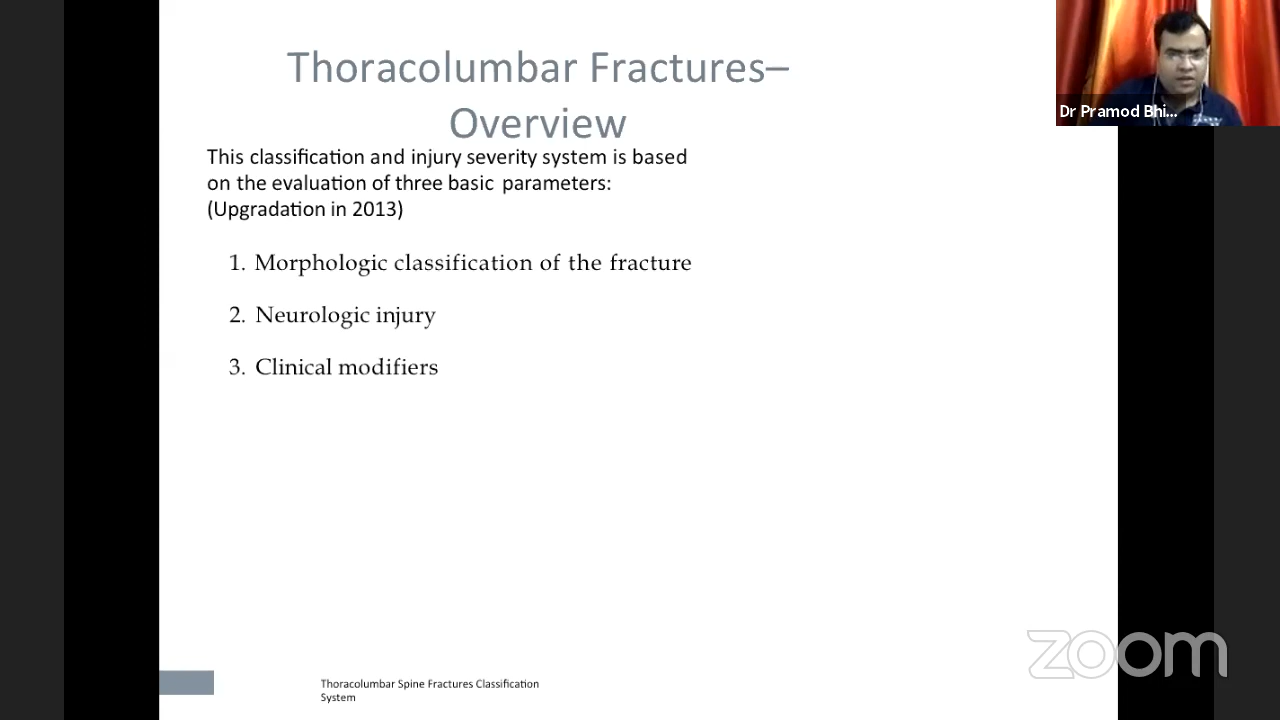 Thoracolumbar Fractures–
Overview
This classification and injury severity system is based
on the evaluation of three basic parameters:
(Upgradation in 2013)
1. Morphologic classification of the fracture
2. Neurologic injury
3. Clinical modifiers
Dr Pramod Bhi...
zoom
Thoracolumbar Spine Fractures Classification
System